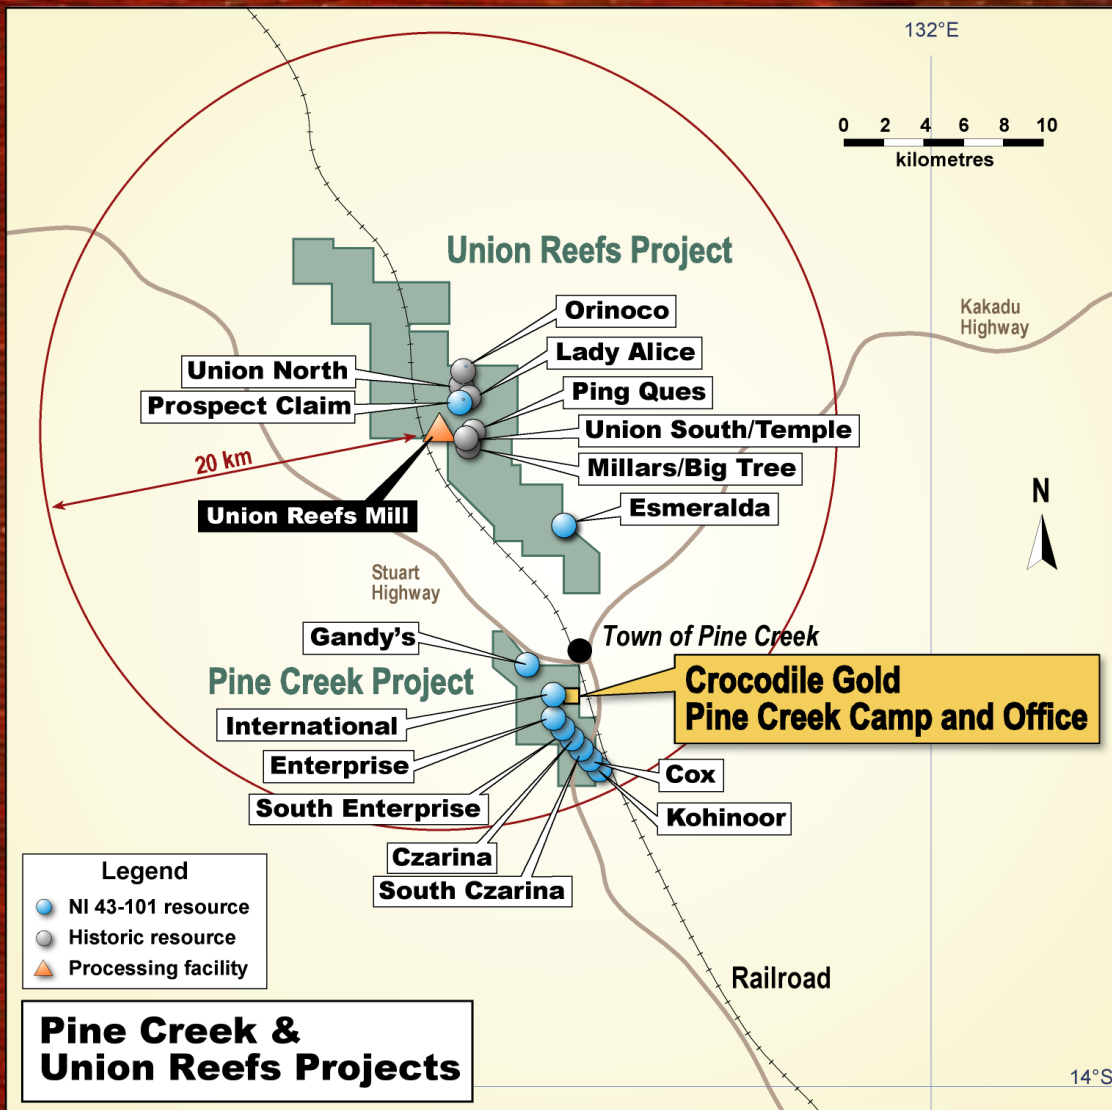 132°E
0 2 4 6 8 10
kilometres
Union Reefs Project
Kakadu
Highway
Orinoco
Lady Alice
Union North
Ping Ques
Prospect Claim
Union South/Temple
20 km
Millars/Big Tree
Esmeralda
Union Reefs Mill
N
Stuart
Highway
Gandy's
Town of Pine Creek
Pine Creek Project
Crocodile Gold
Pine Creek Camp and Office
International
Enterprise
Cox
South Enterprise
Kohinoor
Czarina
South Czarina
Legend
NI 43-101 resource
Historic resource
Processing facility
Railroad
Pine Creek &
Union Reefs Projects
14°S